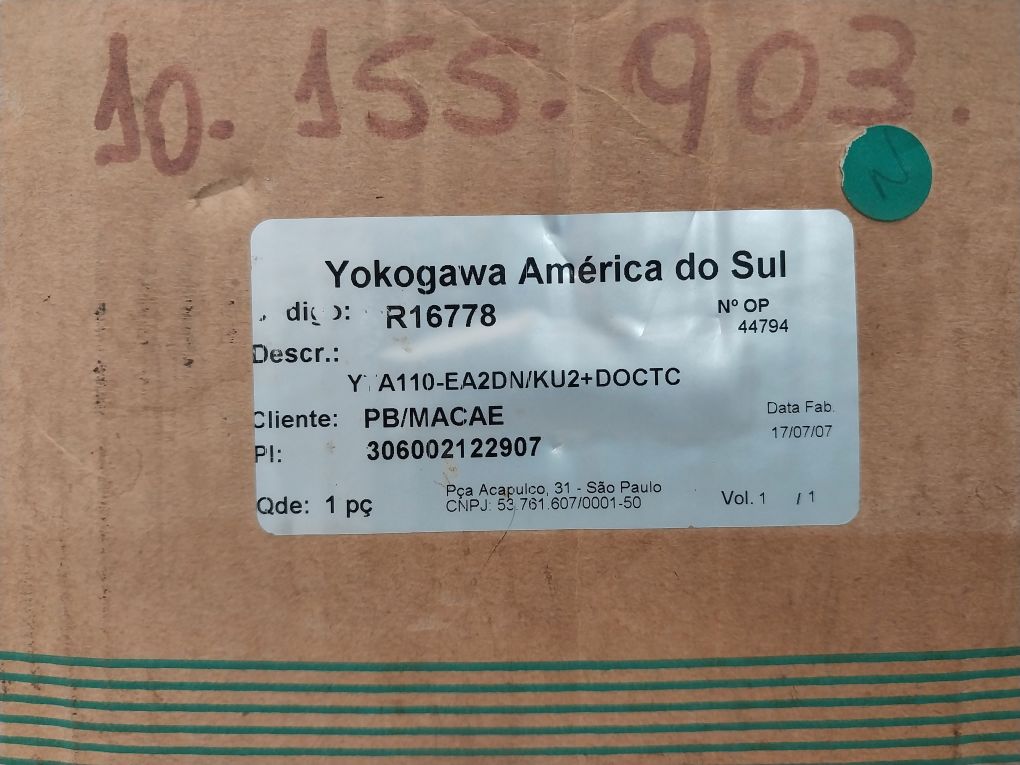 10.155.903.
N
Yokogawa América do Sul
R16778
Nº OP
44794
Descr.:
A110-EA2DN/KU2+DOCTC
Cliente: PB/MACAE
Data Fab.
17/07/07
PI: 306002122907
Qde: 1 pç
Pça Acapulco, 31 - São Paulo
CNPJ: 53.761.607/0001-50
Vol. 1 / 1